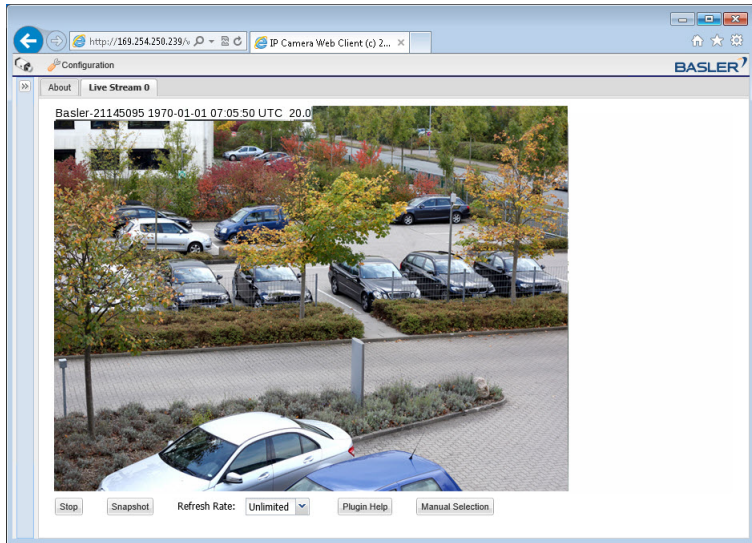 http://169.254.250.239/v
IP Camera Web Client (c) 2...
Configuration
BASLER
About
Live Stream 0
Basler-21145095 1970-01-01 07:05:50 UTC 20.0
Stop
Snapshot
Refresh Rate:
Unlimited
Plugin Help
Manual Selection